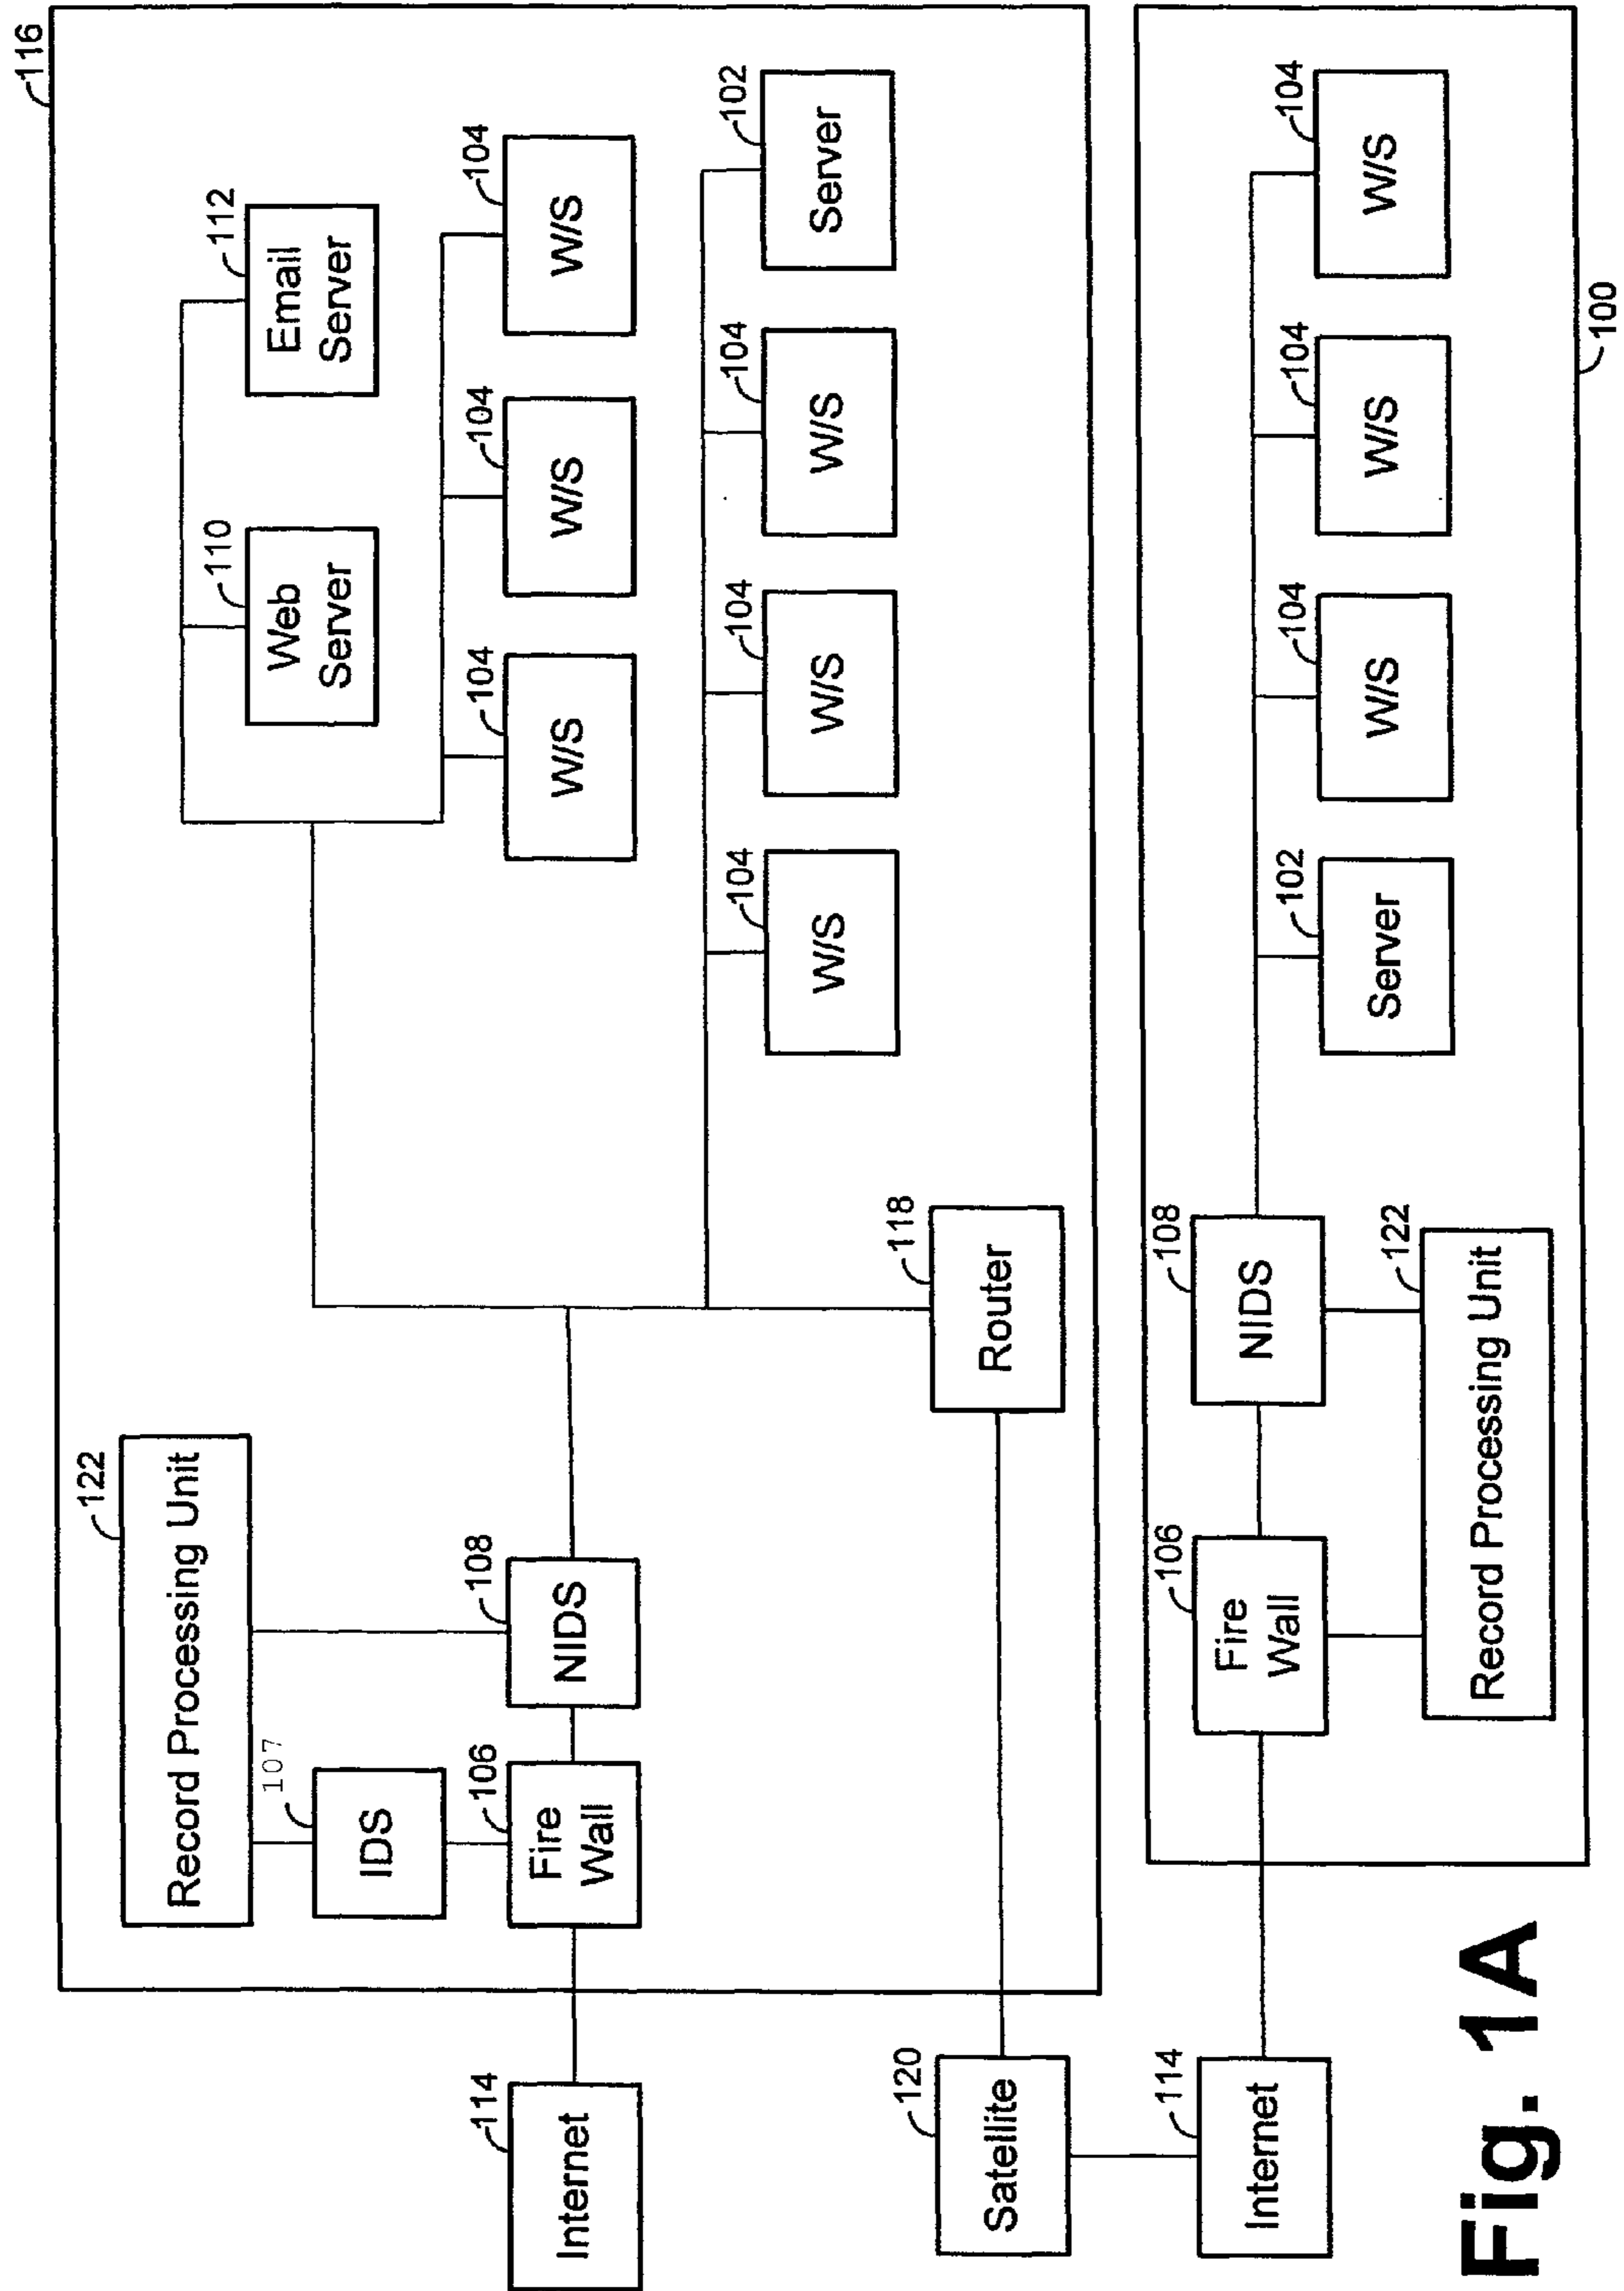 116
122
Record Processing Unit
107
IDS
106
Fire
Wall
108
NIDS
114
Internet
110
Web
Server
112
Email
Server
104
W/S
104
W/S
104
W/S
104
W/S
104
W/S
104
W/S
102
Server
118
Router
120
Satellite
114
Internet
106
Fire
Wall
108
NIDS
122
Record Processing Unit
102
Server
104
W/S
104
W/S
104
W/S
100
Fig. 1A